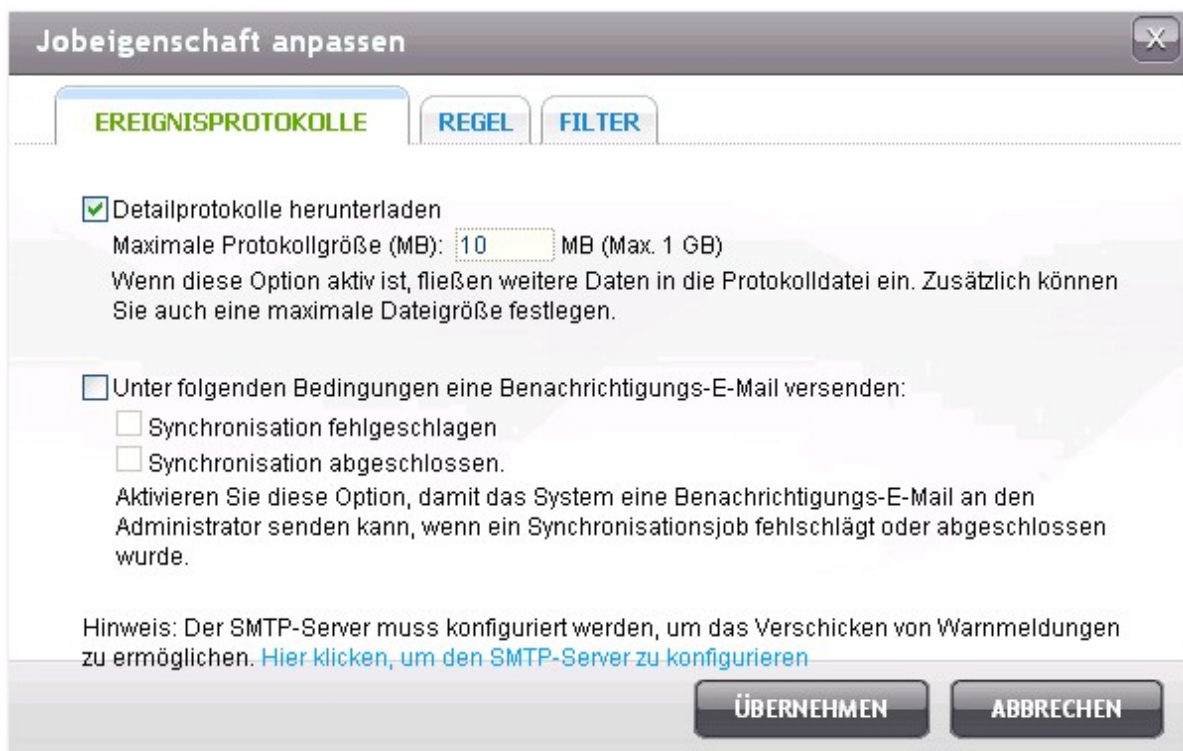 Jobeigenschaft anpassen
X
EREIGNISPROTOKOLLE
REGEL
FILTER
Detailprotokolle herunterladen
Maximale Protokollgröße (MB): 10 MB (Max. 1 GB)
Wenn diese Option aktiv ist, fließen weitere Daten in die Protokolldatei ein. Zusätzlich können
Sie auch eine maximale Dateigröße festlegen.
Unter folgenden Bedingungen eine Benachrichtigungs-E-Mail versenden:
Synchronisation fehlgeschlagen
Synchronisation abgeschlossen.
Aktivieren Sie diese Option, damit das System eine Benachrichtigungs-E-Mail an den
Administrator senden kann, wenn ein Synchronisationsjob fehlschlägt oder abgeschlossen
wurde.
Hinweis: Der SMTP-Server muss konfiguriert werden, um das Verschicken von Warnmeldungen
zu ermöglichen. Hier klicken, um den SMTP-Server zu konfigurieren
ÜBERNEHMEN
ABBRECHEN